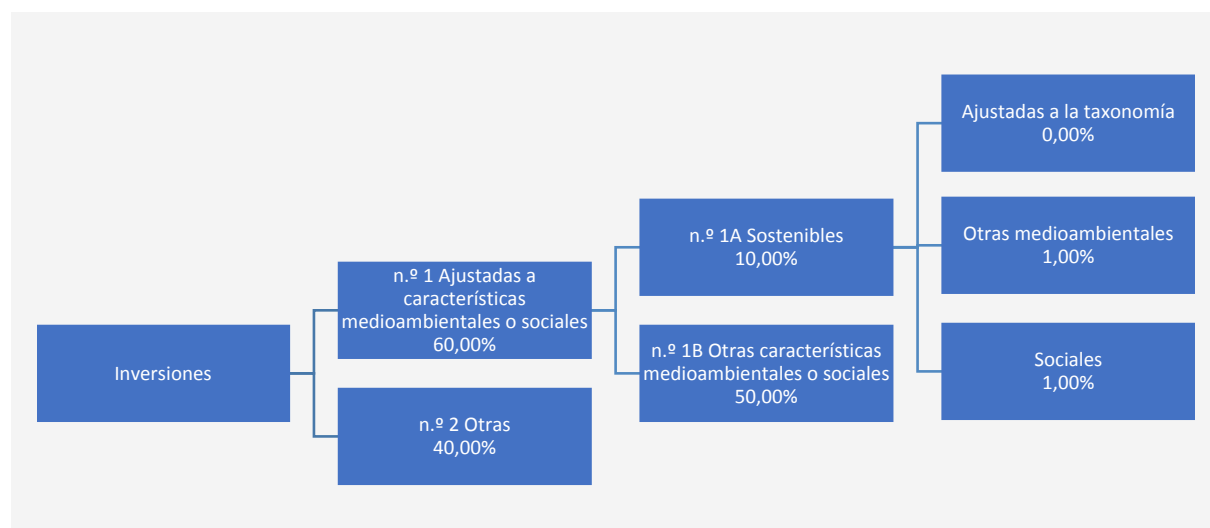 Inversiones
n.º 1 Ajustadas a
características
medioambientales o sociales
60,00%
n.º 2 Otras
40,00%
n.º 1A Sostenibles
10,00%
n.º 1B Otras características
medioambientales o sociales
50,00%
Ajustadas a la taxonomía
0,00%
Otras medioambientales
1,00%
Sociales
1,00%